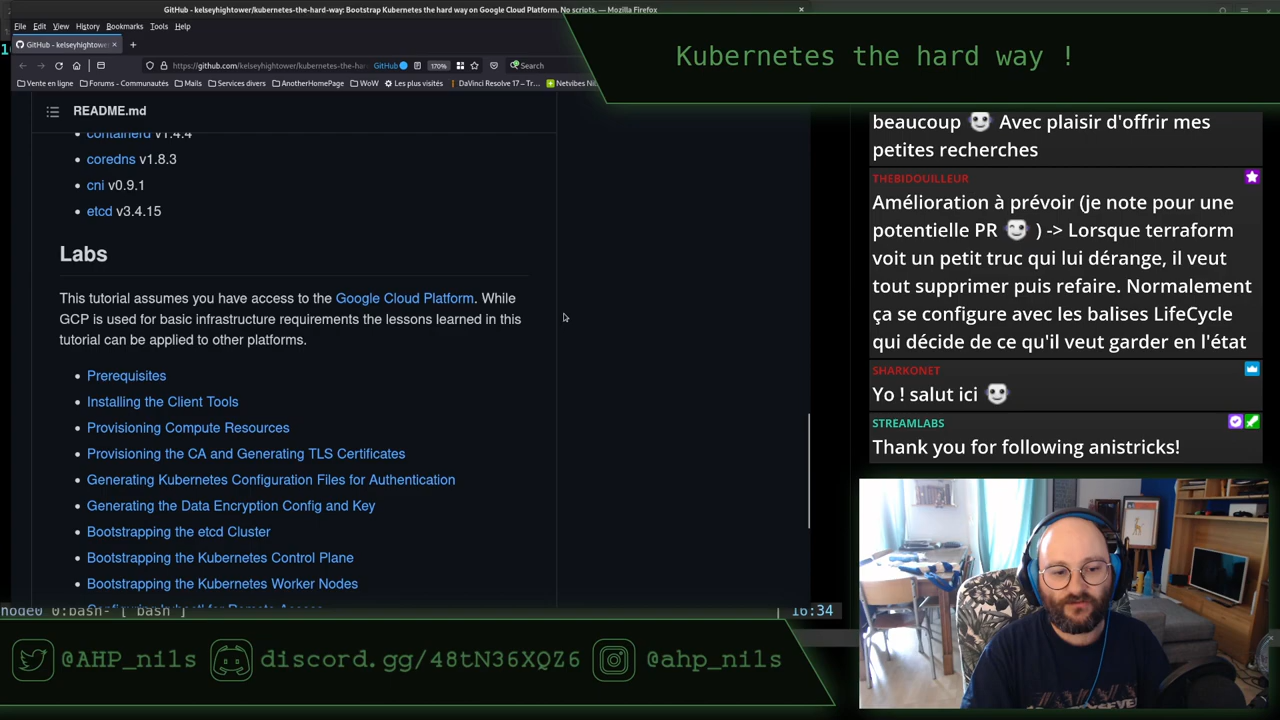 GitHub - kelseyhightower/kubernetes-the-hard-way: Bootstrap Kubernetes the hard way on Google Cloud Platform. No scripts. — Mozilla Firefox
File Edit View History Bookmarks Tools Help
GitHub - kelseyhightower
https://github.com/kelseyhightower/kubernetes-the-har GitHub 170% Search
Vente en ligne Forums - Communautés Mails Services divers AnotherHomePage WoW Les plus visités DaVinci Resolve 17 – Tr… Netvibes
Kubernetes the hard way !
README.md
containerd v1.4.4
coredns v1.8.3
cni v0.9.1
etcd v3.4.15
Labs
This tutorial assumes you have access to the Google Cloud Platform. While
GCP is used for basic infrastructure requirements the lessons learned in this
tutorial can be applied to other platforms.
Prerequisites
Installing the Client Tools
Provisioning Compute Resources
Provisioning the CA and Generating TLS Certificates
Generating Kubernetes Configuration Files for Authentication
Generating the Data Encryption Config and Key
Bootstrapping the etcd Cluster
Bootstrapping the Kubernetes Control Plane
Bootstrapping the Kubernetes Worker Nodes
node0 0:bash- [ bash ] 16:34
beaucoup Avec plaisir d'offrir mes
petites recherches
THEBIDOUILLEUR
Amélioration à prévoir (je note pour une
potentielle PR ) -> Lorsque terraform
voit un petit truc qui lui dérange, il veut
tout supprimer puis refaire. Normalement
ça se configure avec les balises LifeCycle
qui décide de ce qu'il veut garder en l'état
SHARKONET
Yo ! salut ici
STREAMLABS
Thank you for following anistricks!
@AHP_nils discord.gg/48tN36XQZ6 @ahp_nils